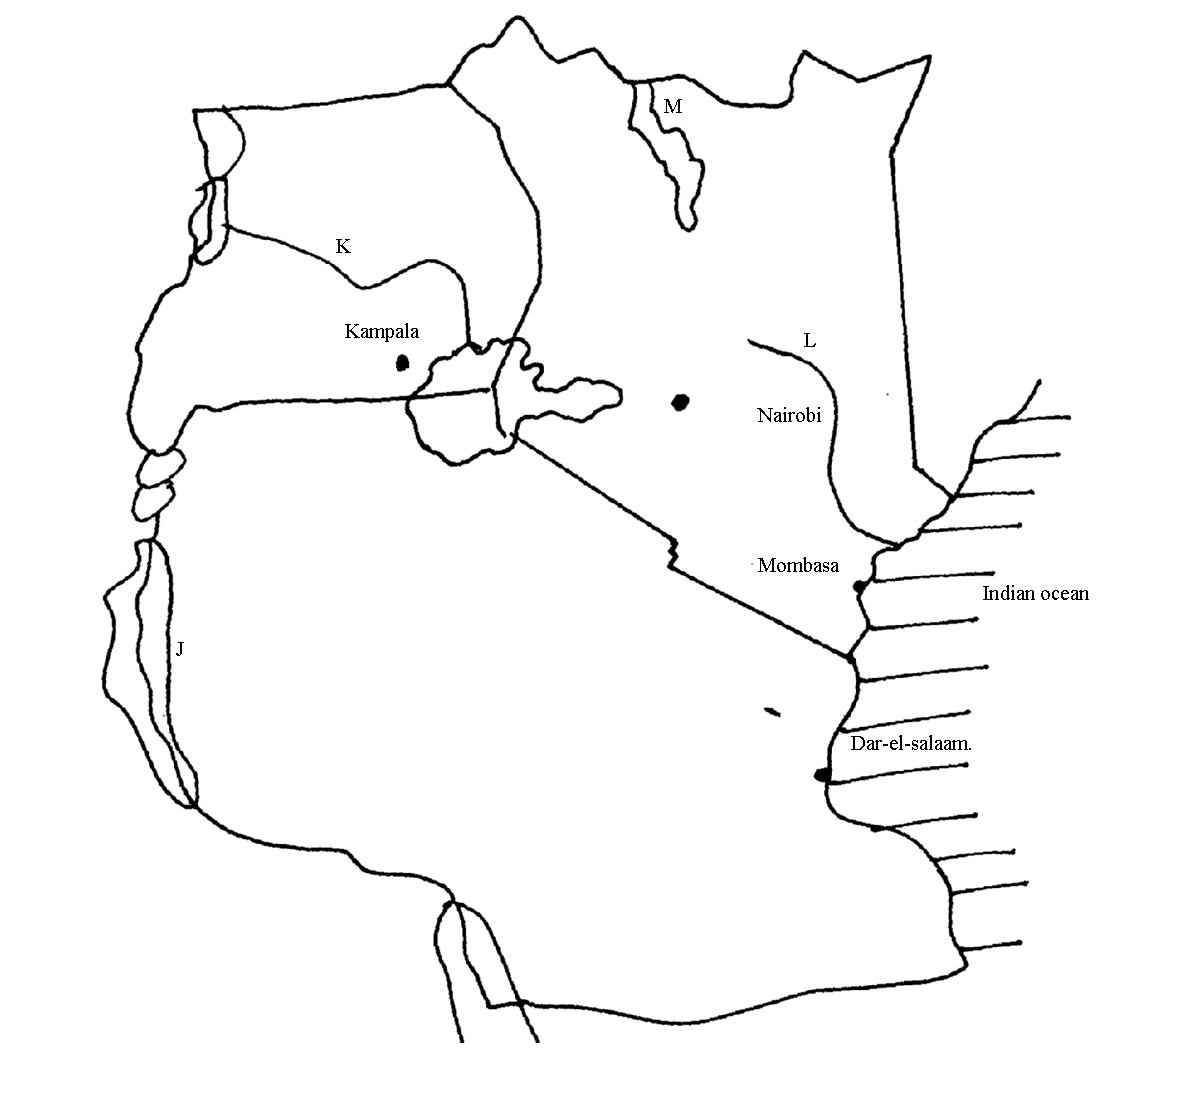 M
K
Kampala
L
Nairobi
Mombasa
Indian ocean
J
Dar-el-salaam.